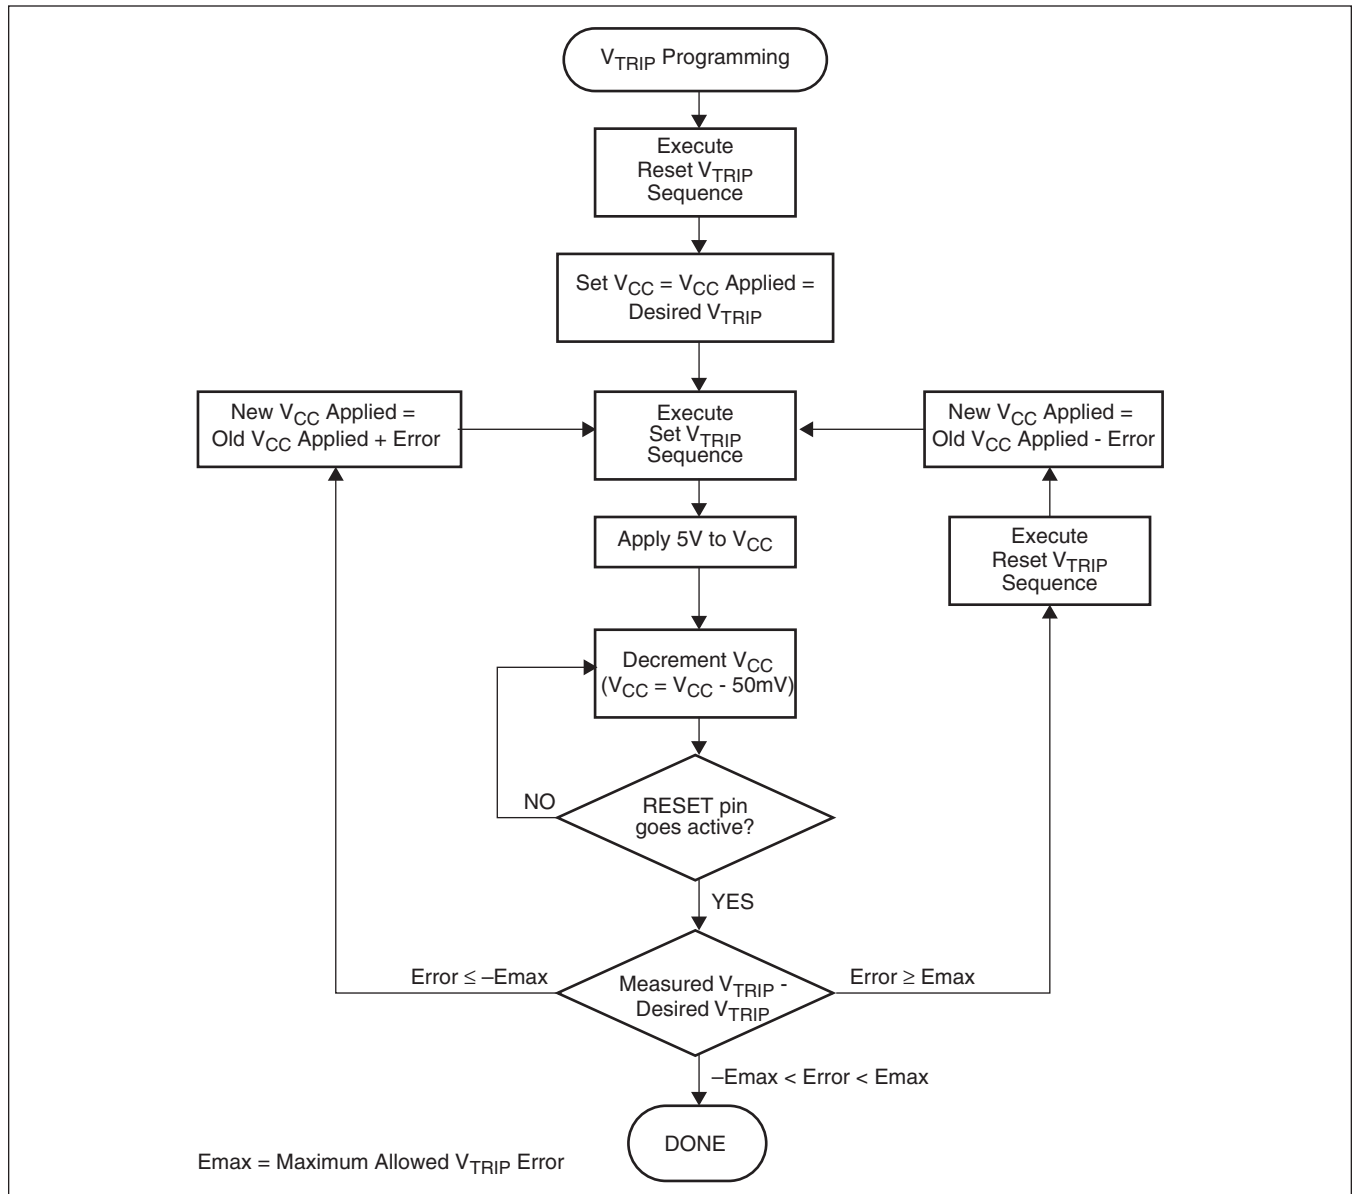 V_TRIP Programming
Execute
Reset V_TRIP
Sequence
Set V_CC = V_CC Applied =
Desired V_TRIP
New V_CC Applied =
Old V_CC Applied + Error
Execute
Set V_TRIP
Sequence
New V_CC Applied =
Old V_CC Applied - Error
Apply 5V to V_CC
Execute
Reset V_TRIP
Sequence
Decrement V_CC
(V_CC = V_CC - 50mV)
NO
RESET pin
goes active?
YES
Error ≤ –Emax
Measured V_TRIP -
Desired V_TRIP
Error ≥ Emax
–Emax < Error < Emax
DONE
Emax = Maximum Allowed V_TRIP Error